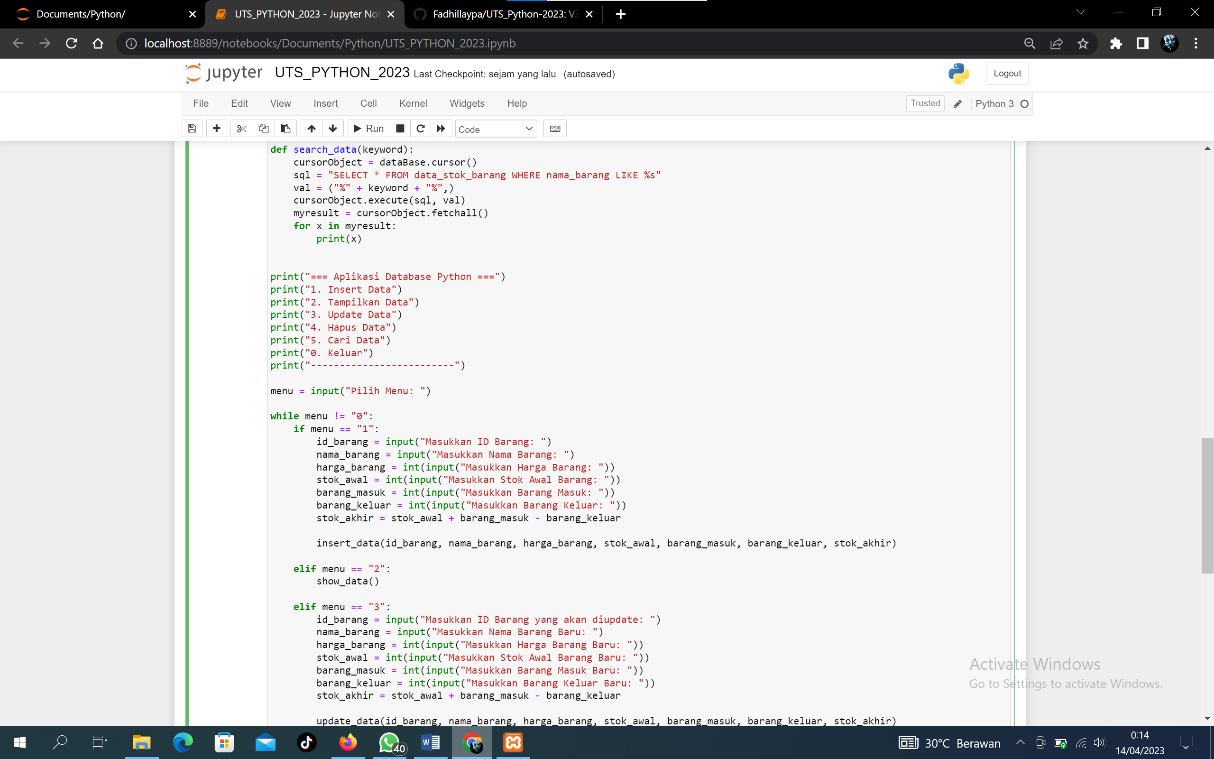 Documents/Python/
UTS_PYTHON_2023 - Jupyter Not
Fadhillaypa/UTS_Python-2023: V
localhost:8889/notebooks/Documents/Python/UTS_PYTHON_2023.ipynb
jupyter UTS_PYTHON_2023 Last Checkpoint: sejam yang lalu (autosaved)
Logout
File Edit View Insert Cell Kernel Widgets Help
Trusted Python 3
Run Code
def search_data(keyword):
    cursorObject = dataBase.cursor()
    sql = "SELECT * FROM data_stok_barang WHERE nama_barang LIKE %s"
    val = ("%" + keyword + "%",)
    cursorObject.execute(sql, val)
    myresult = cursorObject.fetchall()
    for x in myresult:
        print(x)
print("=== Aplikasi Database Python ===")
print("1. Insert Data")
print("2. Tampilkan Data")
print("3. Update Data")
print("4. Hapus Data")
print("5. Cari Data")
print("0. Keluar")
print("-------------------------")
menu = input("Pilih Menu: ")
while menu != "0":
    if menu == "1":
        id_barang = input("Masukkan ID Barang: ")
        nama_barang = input("Masukkan Nama Barang: ")
        harga_barang = int(input("Masukkan Harga Barang: "))
        stok_awal = int(input("Masukkan Stok Awal Barang: "))
        barang_masuk = int(input("Masukkan Barang Masuk: "))
        barang_keluar = int(input("Masukkan Barang Keluar: "))
        stok_akhir = stok_awal + barang_masuk - barang_keluar
        insert_data(id_barang, nama_barang, harga_barang, stok_awal, barang_masuk, barang_keluar, stok_akhir)
    elif menu == "2":
        show_data()
    elif menu == "3":
        id_barang = input("Masukkan ID Barang yang akan diupdate: ")
        nama_barang = input("Masukkan Nama Barang Baru: ")
        harga_barang = int(input("Masukkan Harga Barang Baru: "))
        stok_awal = int(input("Masukkan Stok Awal Barang Baru: "))
        barang_masuk = int(input("Masukkan Barang Masuk Baru: "))
        barang_keluar = int(input("Masukkan Barang Keluar Baru: "))
        stok_akhir = stok_awal + barang_masuk - barang_keluar
        update_data(id_barang, nama_barang, harga_barang, stok_awal, barang_masuk, barang_keluar, stok_akhir)
Activate Windows
Go to Settings to activate Windows.
40
30°C Berawan
0:14
14/04/2023